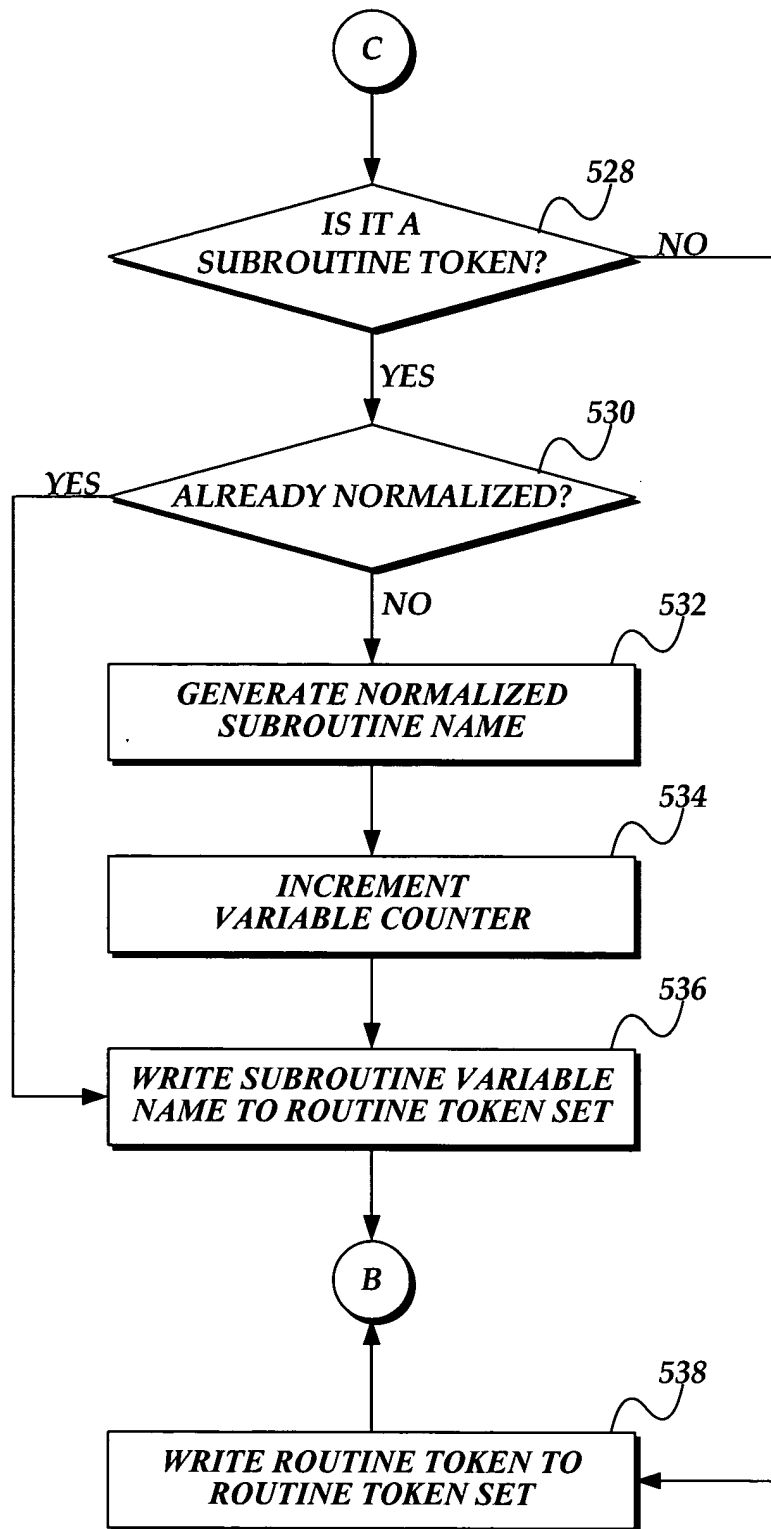 C
528
IS IT A
SUBROUTINE TOKEN?
NO
YES
530
YES
ALREADY NORMALIZED?
NO
532
GENERATE NORMALIZED
SUBROUTINE NAME
534
INCREMENT
VARIABLE COUNTER
536
WRITE SUBROUTINE VARIABLE
NAME TO ROUTINE TOKEN SET
B
538
WRITE ROUTINE TOKEN TO
ROUTINE TOKEN SET